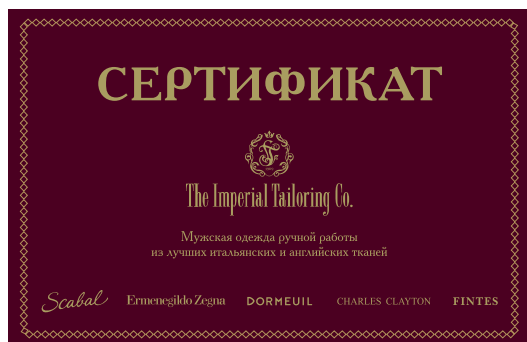 СЕРТИФИКАТ
The Imperial Tailoring Co.
Мужская одежда ручной работы
из лучших итальянских и английских тканей
Scabal Ermenegildo Zegna DORMEUIL CHARLES CLAYTON FINTES